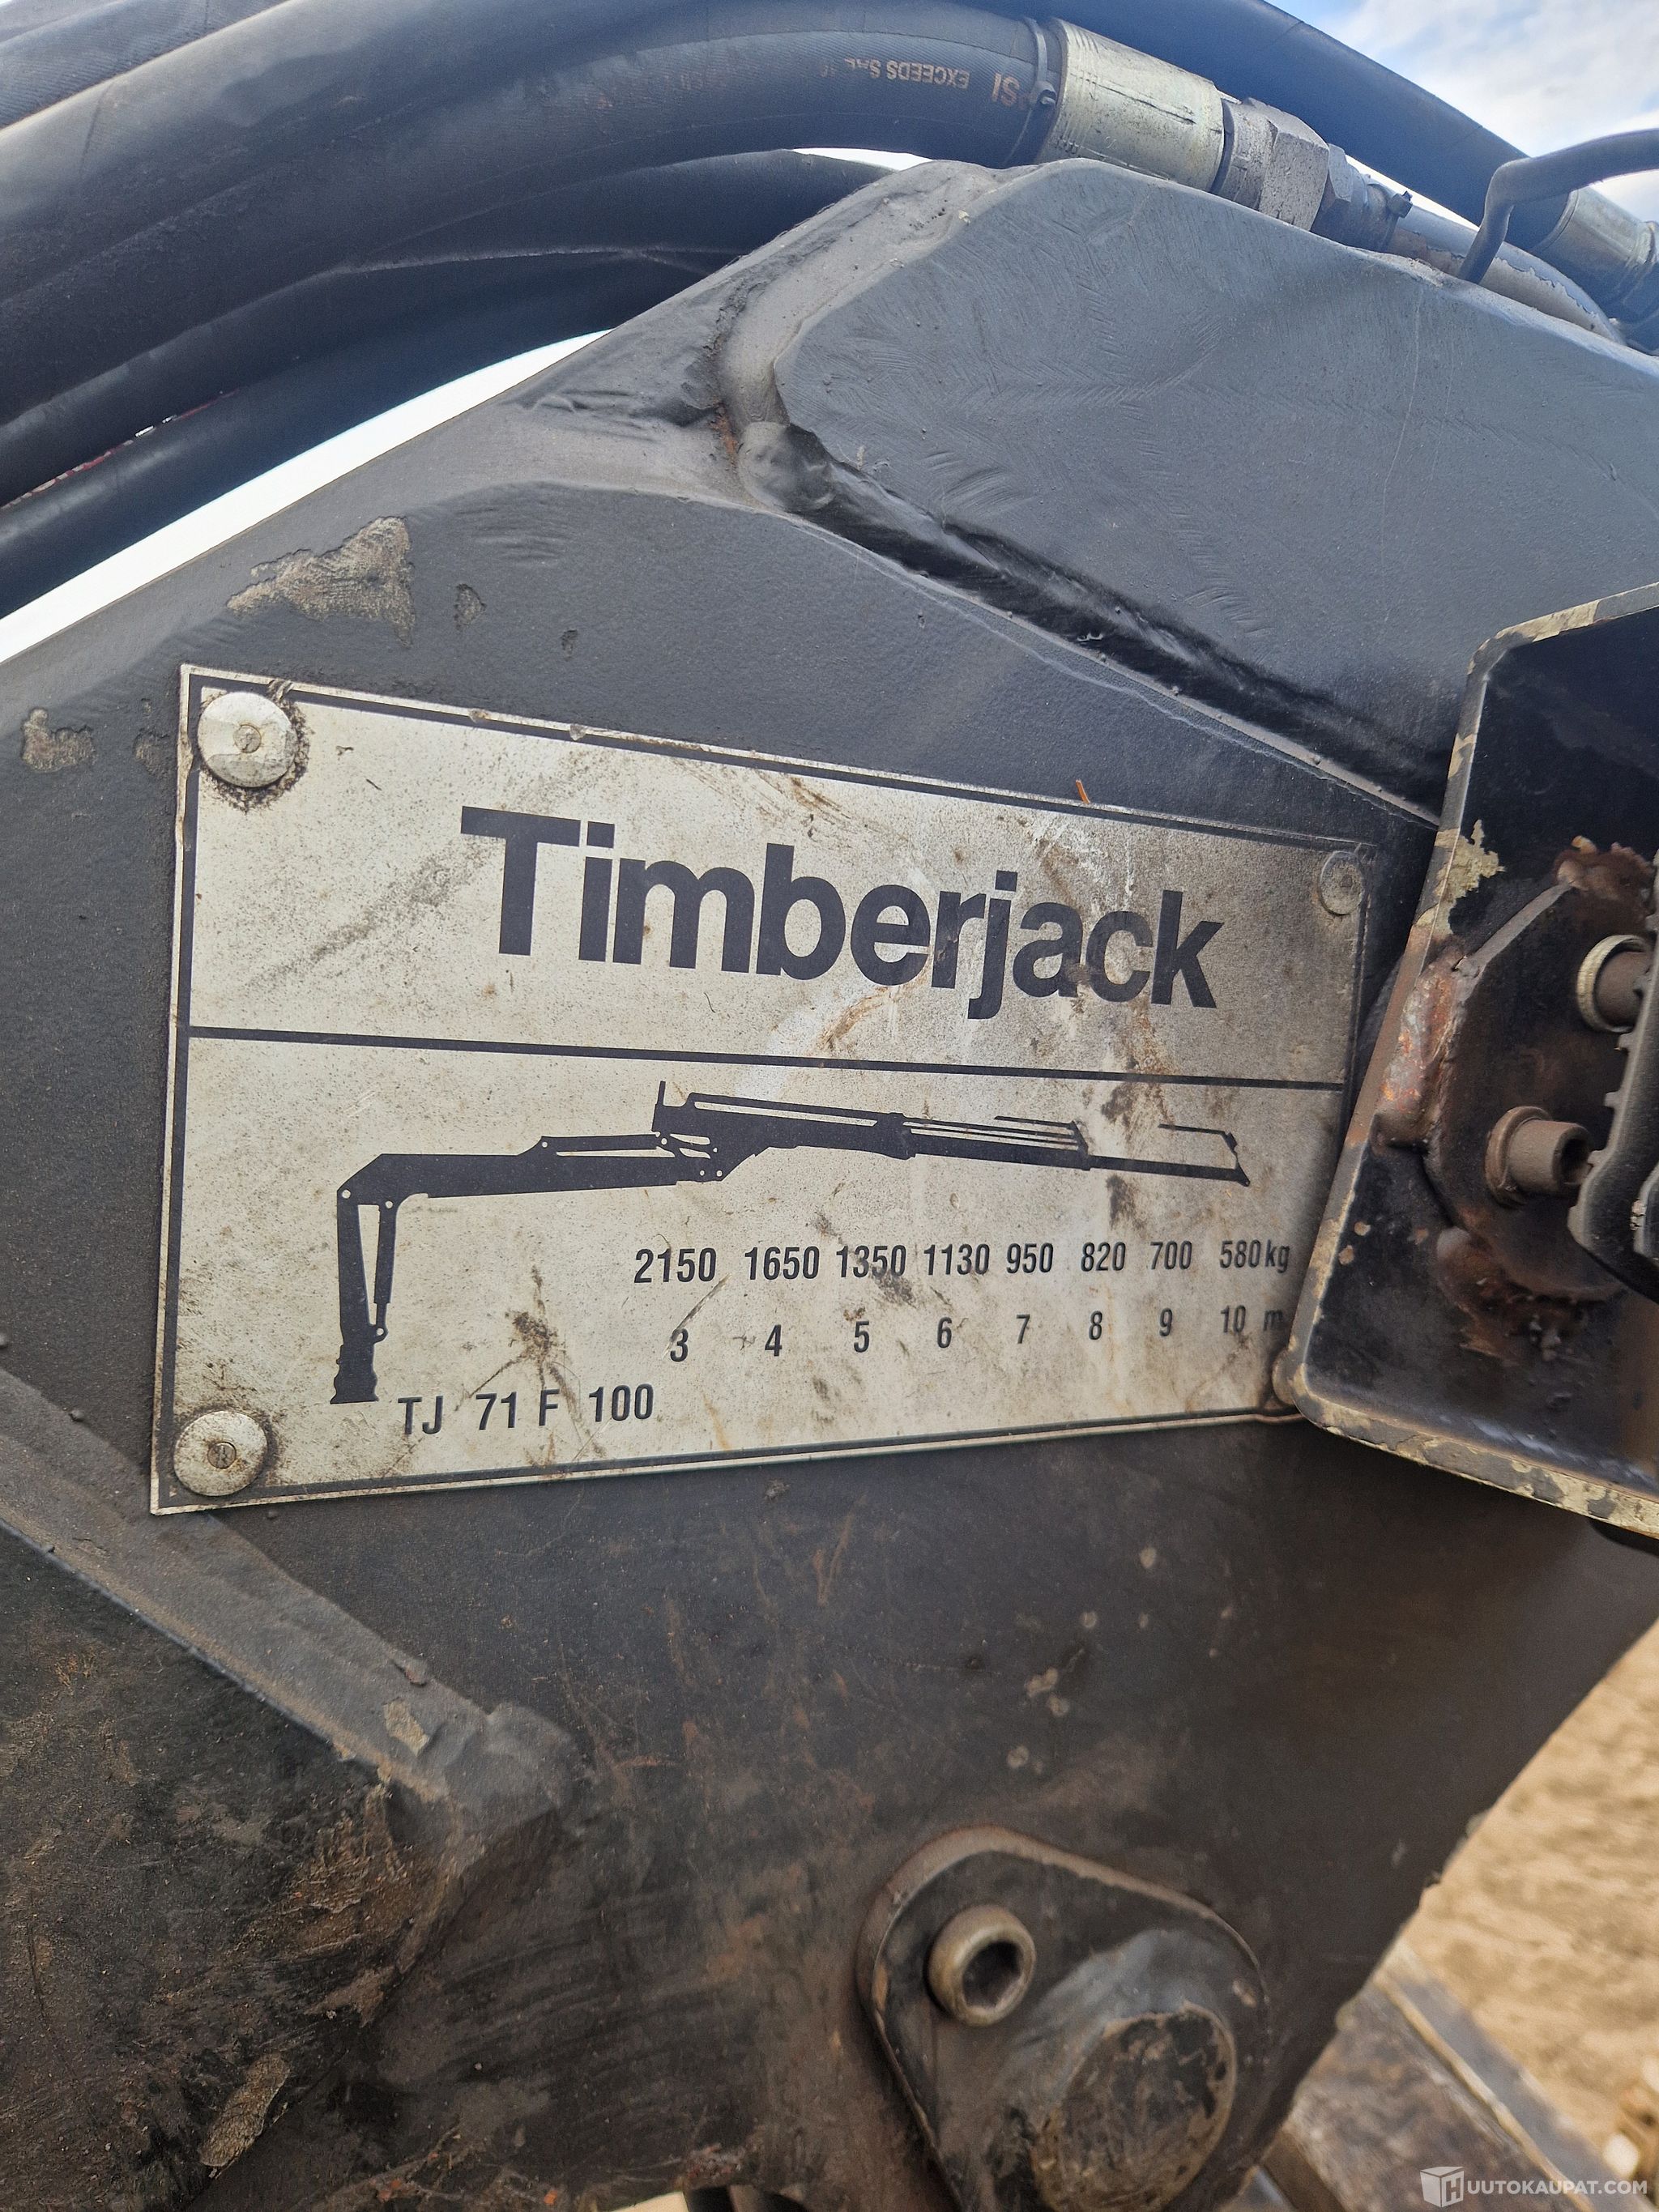 EXCEEDS SAE
Timberjack
2150 1650 1350 1130 950 820 700 580 kg
3 4 5 6 7 8 9 10 m
TJ 71 F 100
HUUTOKAUPAT.COM